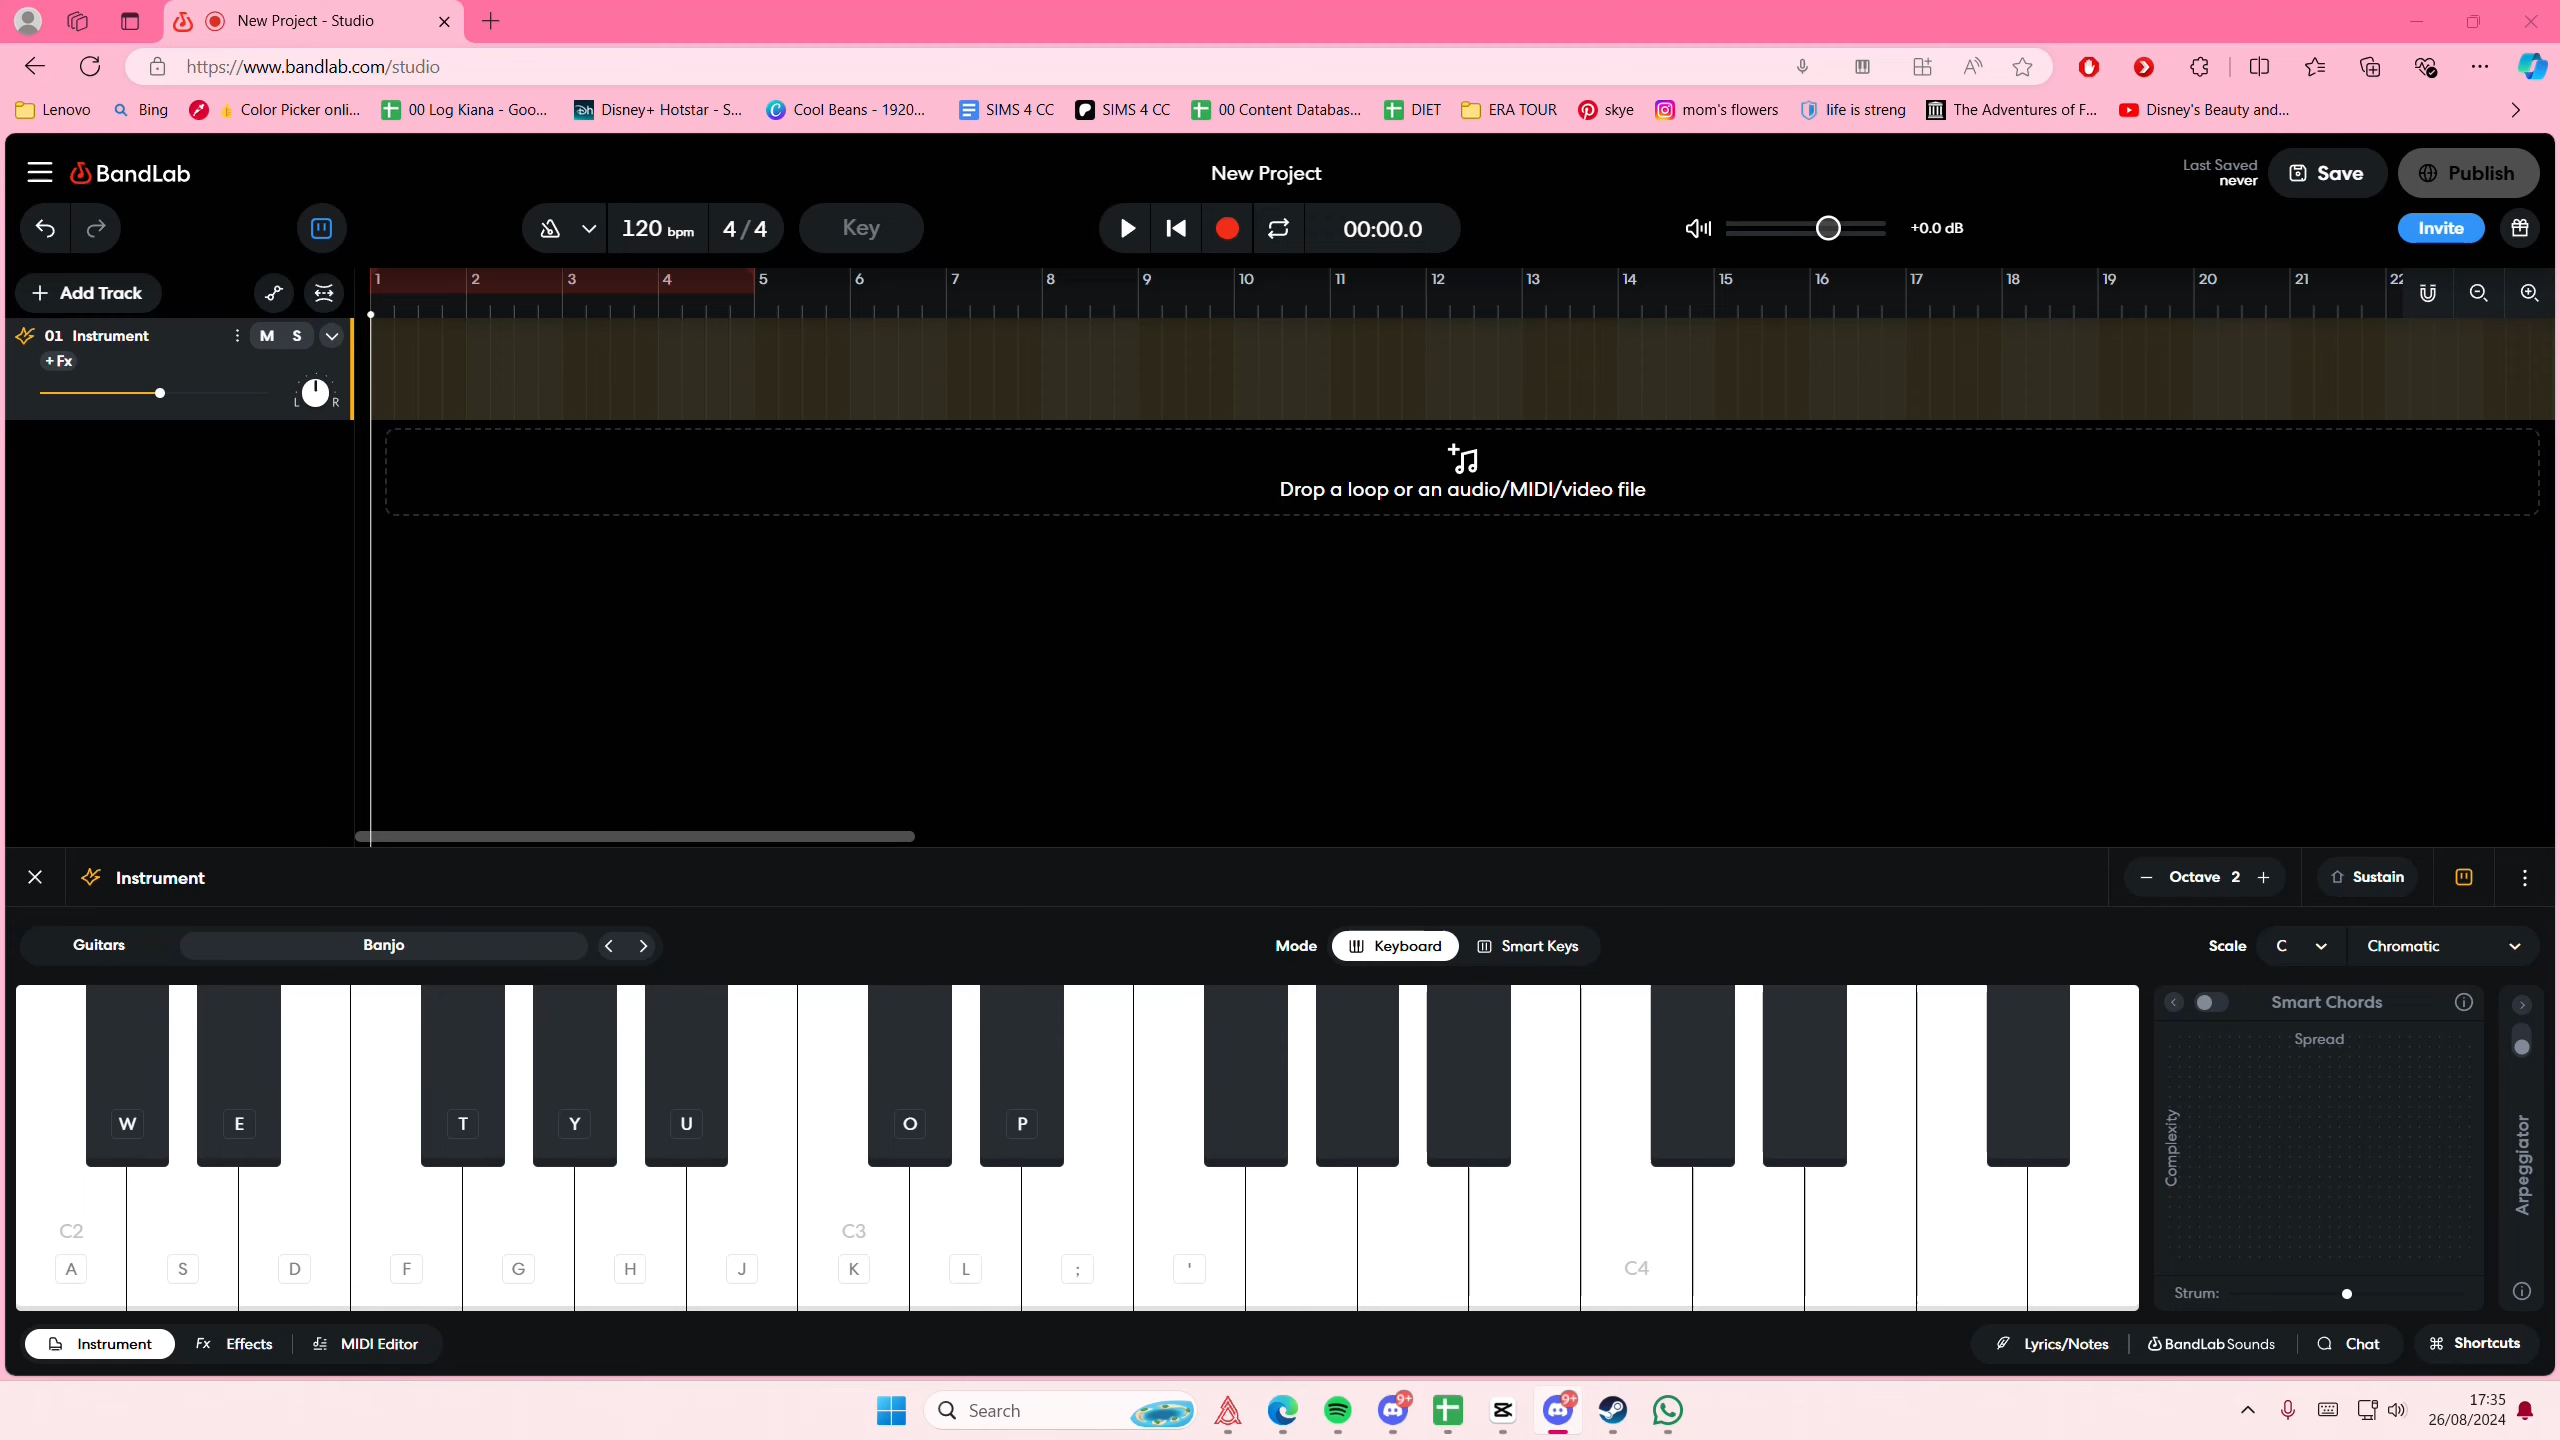 New Project - Studio
https://www.bandlab.com/studio
Lenovo Bing Color Picker onli... 00 Log Kiana - Goo... Disney+ Hotstar - S... Cool Beans - 1920... SIMS 4 CC SIMS 4 CC 00 Content Databas... DIET ERA TOUR skye mom's flowers life is streng The Adventures of F... Disney's Beauty and...
BandLab
New Project
Last Saved
never
Save
Publish
120 bpm
4/4
Key
00:00.0
+0.0 dB
Invite
Add Track
1 2 3 4 5 6 7 8 9 10 11 12 13 14 15 16 17 18 19 20 21 22
01 Instrument
M S
+ Fx
L R
Drop a loop or an audio/MIDI/video file
Instrument
− Octave 2 +
Sustain
Guitars
Banjo
Mode
Keyboard
Smart Keys
Scale
C
Chromatic
Smart Chords
Spread
Complexity
Arpeggiator
W E T Y U O P
C2 C3 C4
A S D F G H J K L ; '
Strum:
Instrument
Fx Effects
MIDI Editor
Lyrics/Notes
BandLab Sounds
Chat
Shortcuts
Search
9+
9+
17:35
26/08/2024